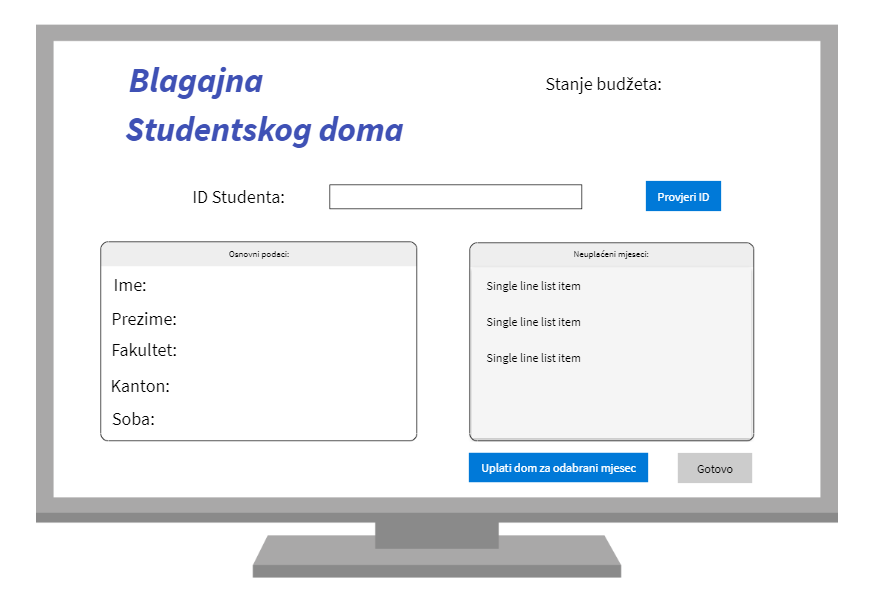 Blagajna
Studentskog doma
Stanje budžeta:
ID Studenta:
Provjeri ID
Osnovni podaci:
Ime:
Prezime:
Fakultet:
Kanton:
Soba:
Neuplaćeni mjeseci:
Single line list item
Single line list item
Single line list item
Uplati dom za odabrani mjesec
Gotovo